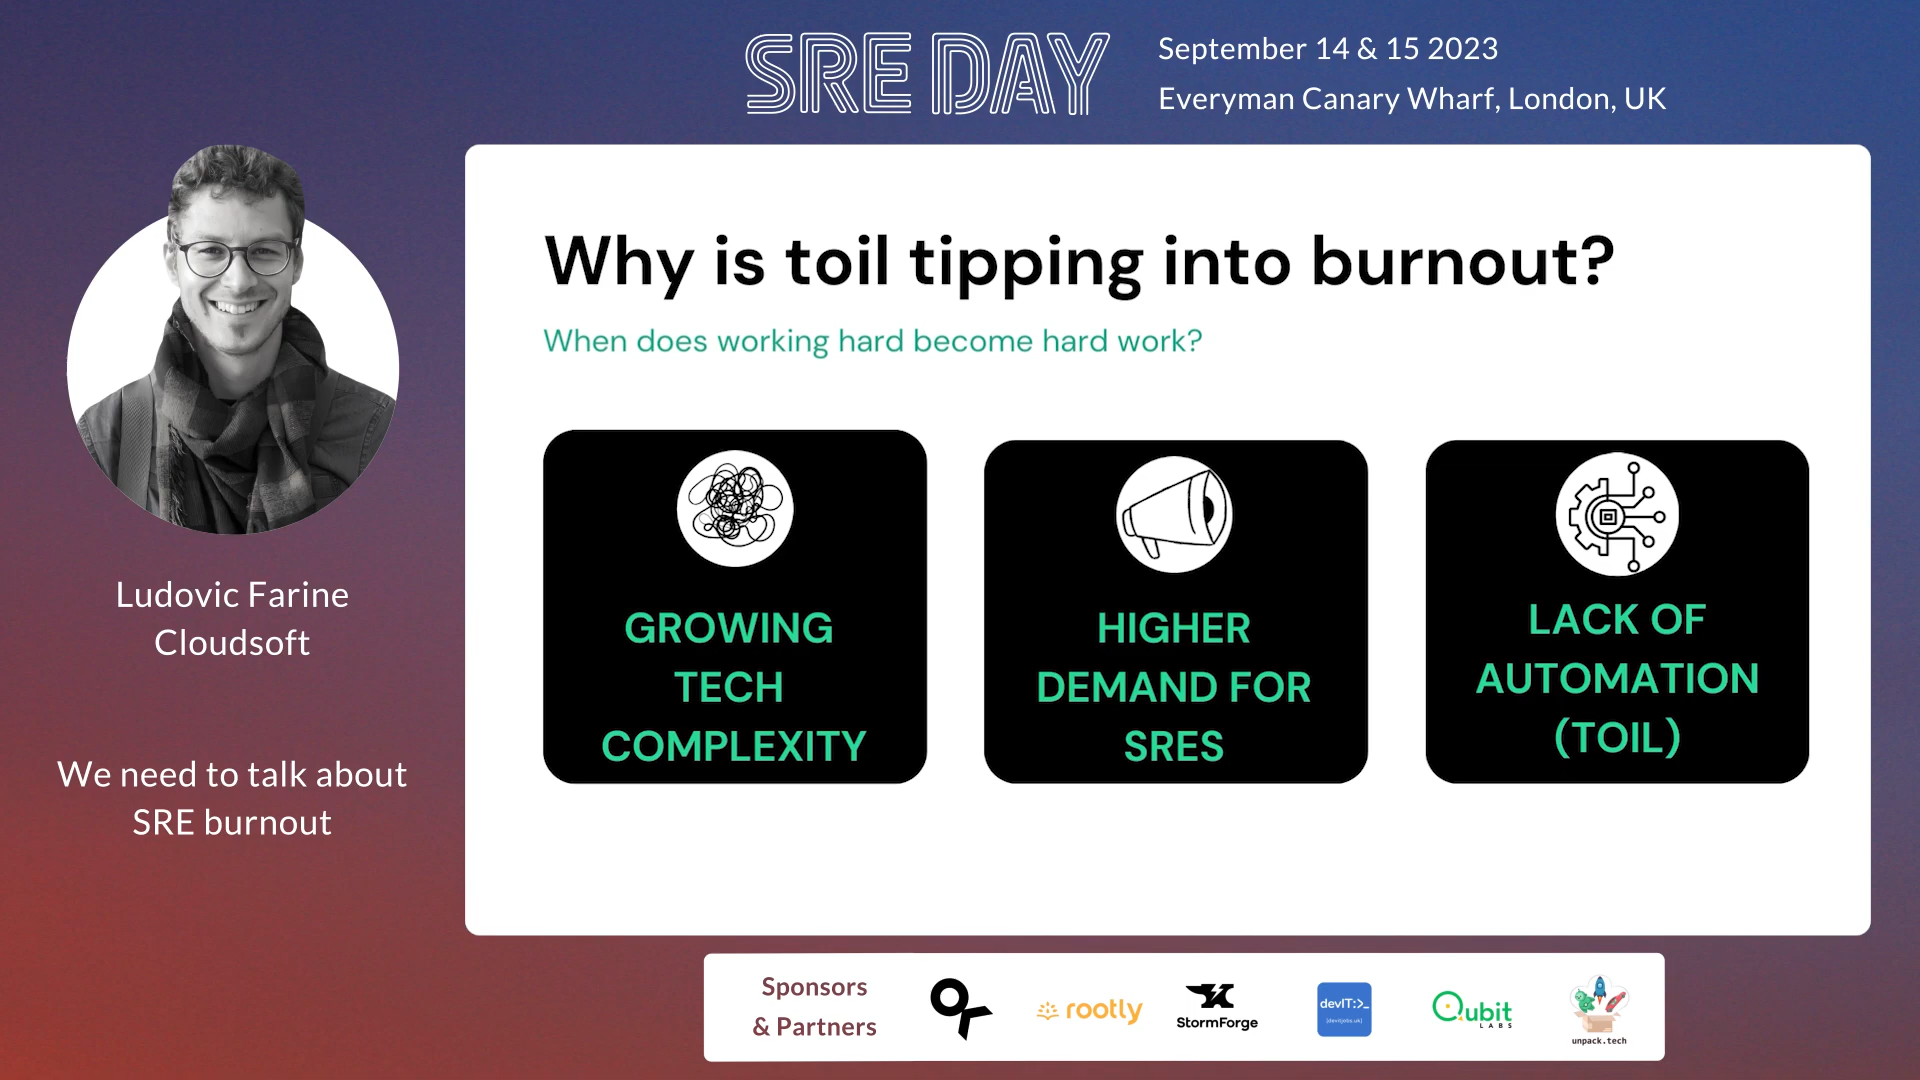 SRE DAY
September 14 & 15 2023
Everyman Canary Wharf, London, UK
Ludovic Farine
Cloudsoft
We need to talk about
SRE burnout
Why is toil tipping into burnout?
When does working hard become hard work?
GROWING
TECH
COMPLEXITY
HIGHER
DEMAND FOR
SRES
LACK OF
AUTOMATION
(TOIL)
Sponsors
& Partners
rootly
StormForge
devIT:>_
[devitjobs.uk]
Qubit
LABS
unpack.tech